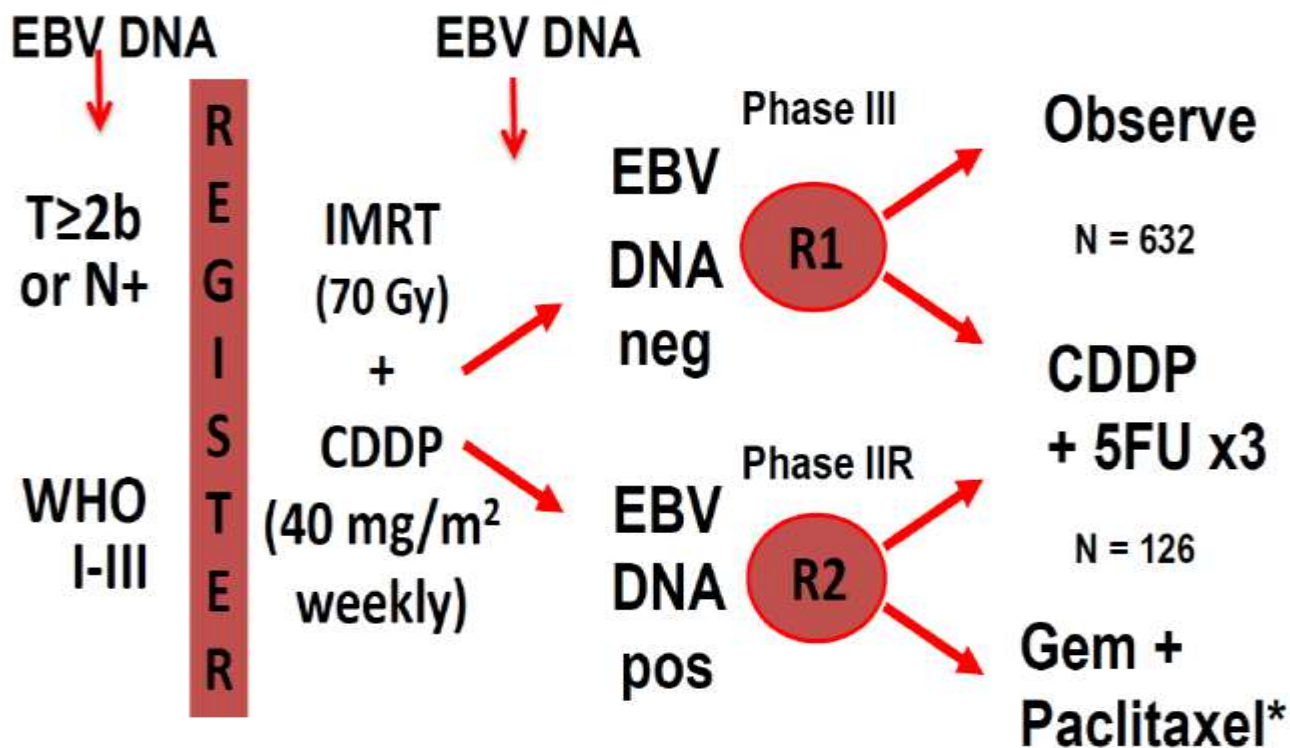 EBV DNA
EBV DNA
T≥2b
or N+
WHO
I-III
REGISTER
IMRT
(70 Gy)
+
CDDP
(40 mg/m²
weekly)
EBV
DNA
neg
EBV
DNA
pos
Phase III
R1
Phase IIR
R2
Observe
N = 632
CDDP
+ 5FU x3
N = 126
Gem +
Paclitaxel*